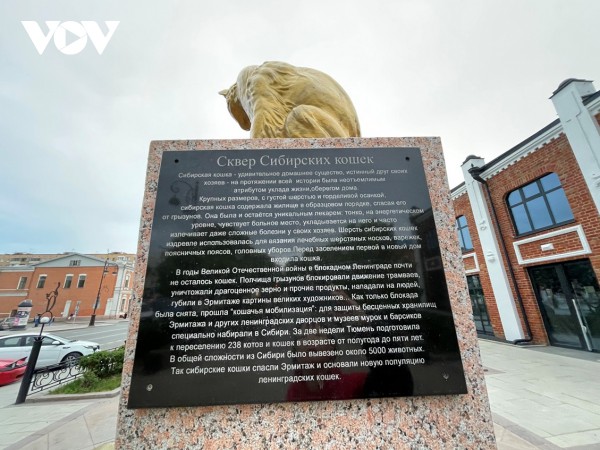 VOV
Сквер Сибирских кошек
Сибирская кошка - удивительное домашнее существо, истинный друг своих
хозяев - на протяжении всей истории была неотъемлемым
атрибутом уклада жизни,оберегом дома.
Крупных размеров, с густой шерстью и горделивой осанкой.
сибирская кошка содержала жилище в образцовом порядке, спасая его
от грызунов. Она была и остаётся уникальным лекарем: тонко, на энергетическом
уровне, чувствует больное место, укладывается на него и часто
излечивает даже сложные болезни у своих хозяев. Шерсть сибирских кошек
издревле использовалась для вязания лечебных шерстяных носков, варежек,
поясничных поясов, головных уборов.Перед заселением первой в новый дом
входила кошка.
В годы Великой Отечественной войны в блокадном Ленинграде почти
не осталось кошек. Полчища грызунов блокировали движение трамваев,
уничтожали драгоценное зерно и прочие продукты, нападали на людей,
губили в Эрмитаже картины великих художников... Как только блокада
была снята, прошла "кошачья мобилизация": для защиты бесценных хранилищ
Эрмитажа и других ленинградских дворцов и музеев мурок и барсиков
специально набирали в Сибири. За две недели Тюмень подготовила
к переселению 238 котов и кошек в возрасте от полугода до пяти лет.
В общей сложности из Сибири было вывезено около 5000 животных.
Так сибирские кошки спасли Эрмитаж и основали новую популяцию
ленинградских кошек.